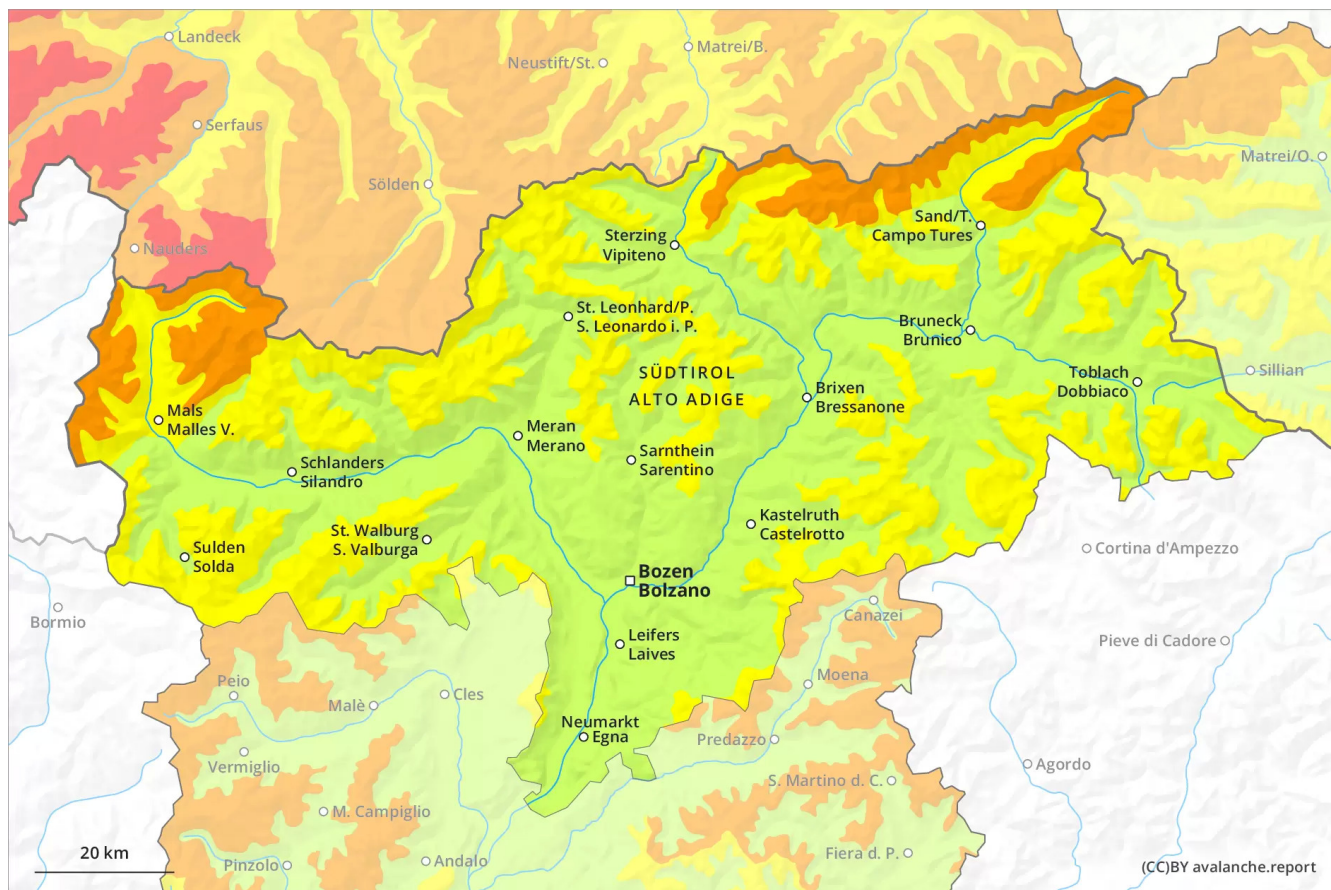 Landeck
Matrei/B.
Neustift/St.
Serfaus
Matrei/O.
Sölden
Sand/T.
Campo Tures
Nauders
Sterzing
Vipiteno
St. Leonhard/P.
S. Leonardo i. P.
Bruneck
Brunico
SÜDTIROL
ALTO ADIGE
Toblach
Dobbiaco
Sillian
Brixen
Bressanone
Mals
Malles V.
Meran
Merano
Sarnthein
Sarentino
Schlanders
Silandro
Kastelruth
Castelrotto
St. Walburg
S. Valburga
Sulden
Solda
Cortina d'Ampezzo
Bozen
Bolzano
Bormio
Canazei
Leifers
Laives
Pieve di Cadore
Moena
Peio
Malè
Cles
Neumarkt
Egna
Predazzo
Vermiglio
Agordo
S. Martino d. C.
M. Campiglio
20 km
Pinzolo
Andalo
Fiera d. P.
(CC)BY avalanche.report